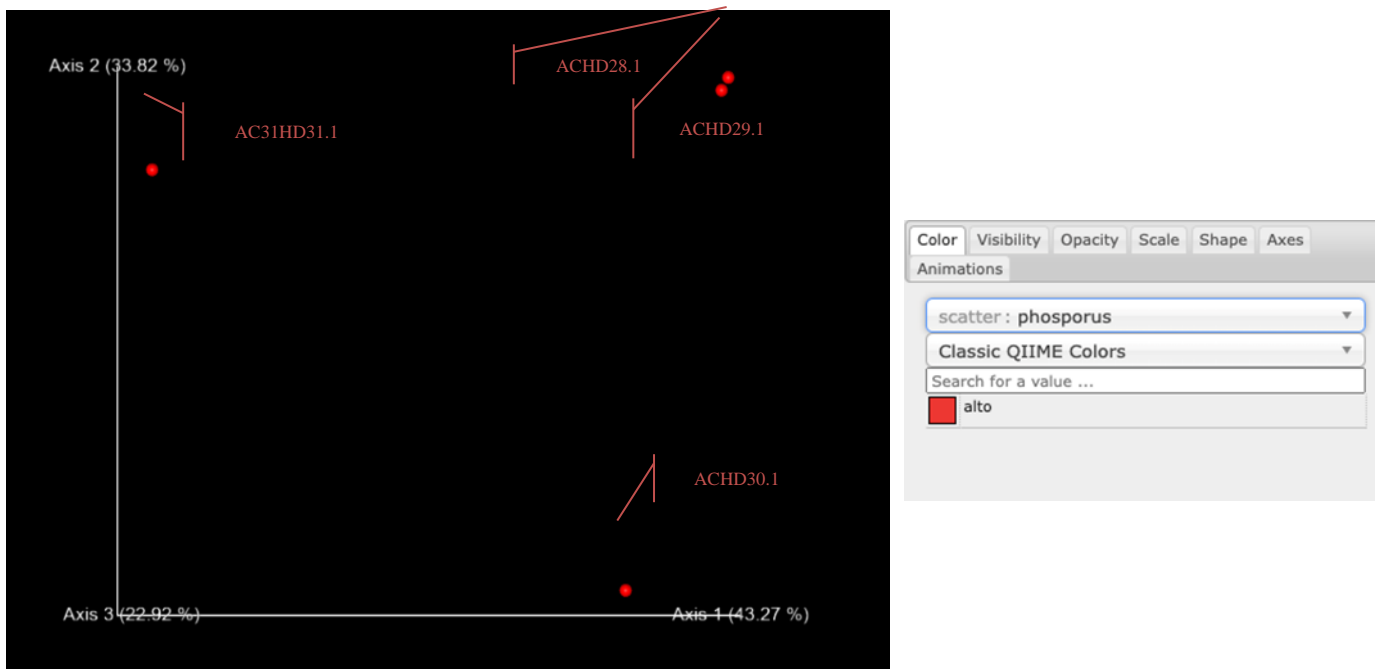 Axis 2 (33.82 %)
ACHD28.1
AC31HD31.1
ACHD29.1
ACHD30.1
Axis 3 (22.92 %)
Axis 1 (43.27 %)
Color Visibility Opacity Scale Shape Axes
Animations
scatter: phosporus
Classic QIIME Colors
Search for a value ...
alto